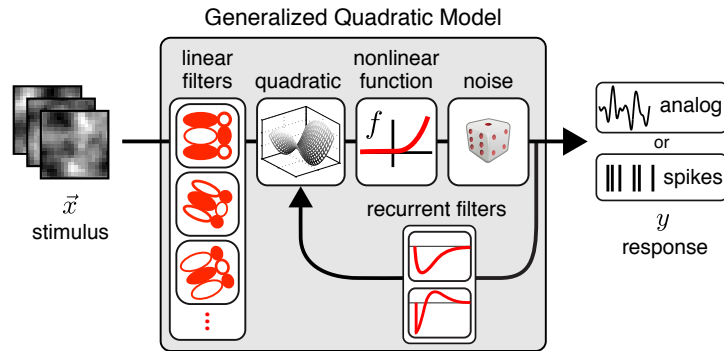 Generalized Quadratic Model
linear
filters
quadratic
nonlinear
function
noise
f
analog
or
spikes
x⃗
stimulus
recurrent filters
y
response